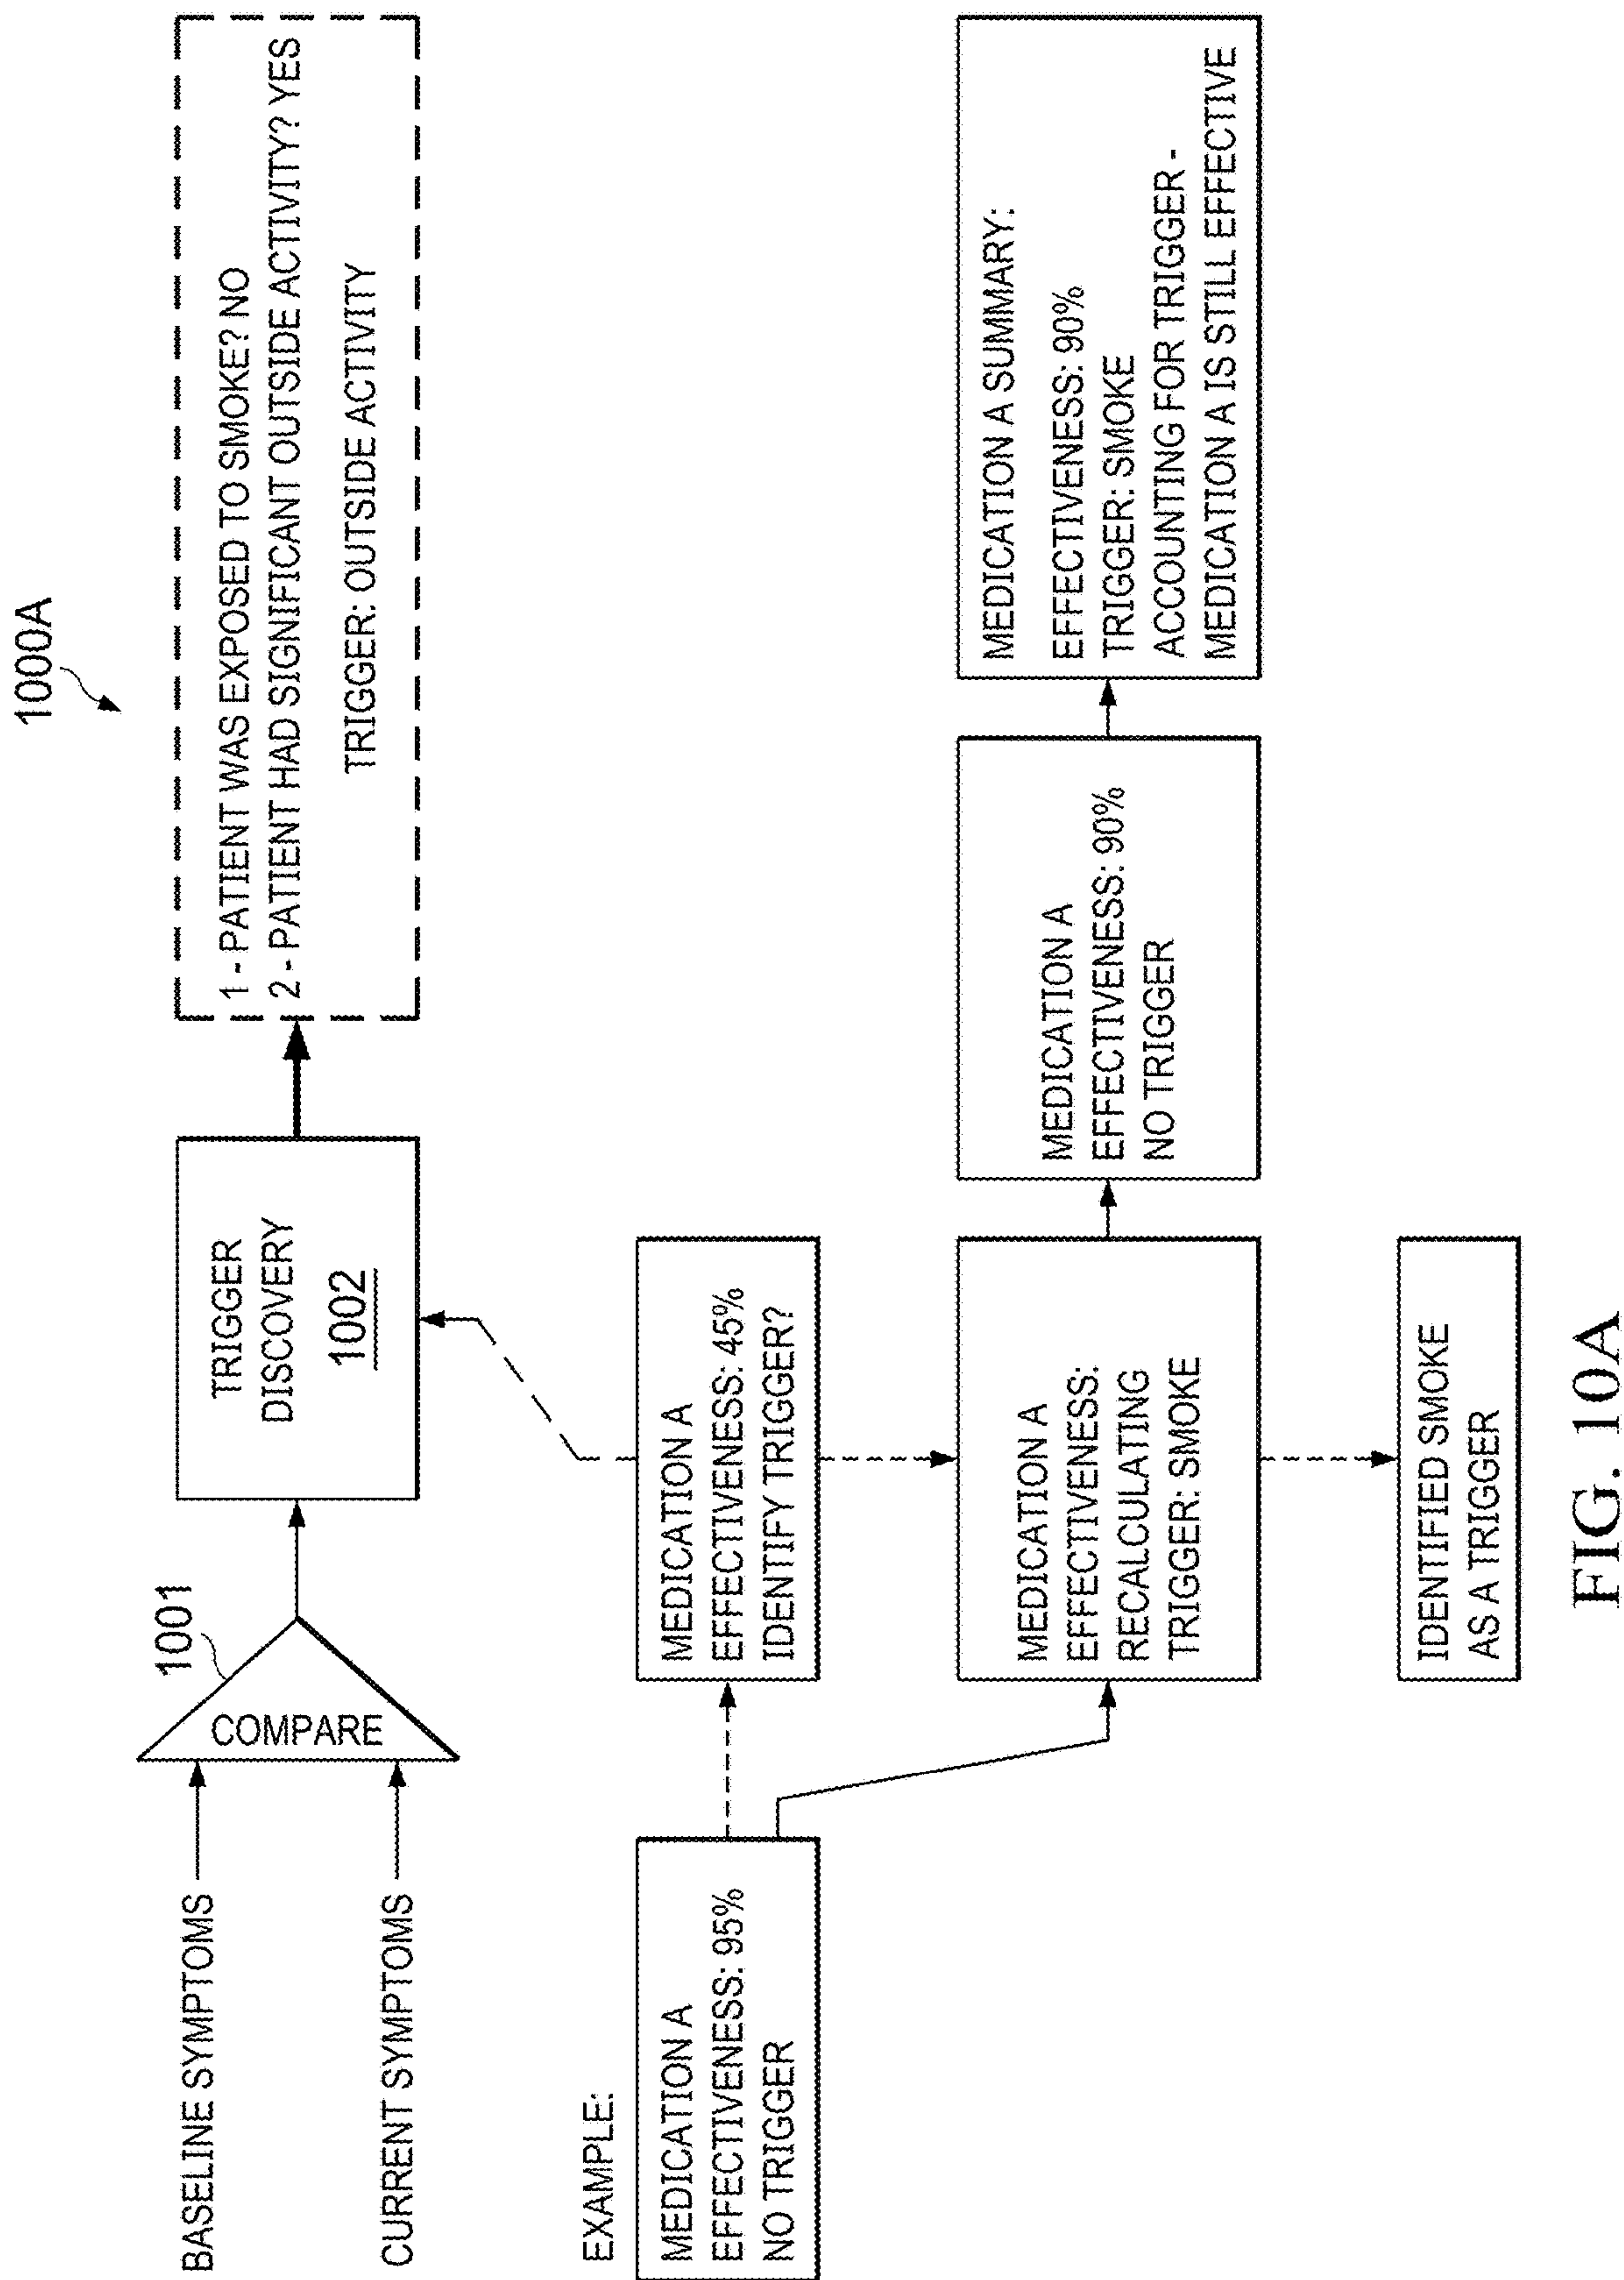 1000A
BASELINE SYMPTOMS
CURRENT SYMPTOMS
COMPARE
1001
TRIGGER
DISCOVERY
1002
1 - PATIENT WAS EXPOSED TO SMOKE? NO
2 - PATIENT HAD SIGNIFICANT OUTSIDE ACTIVITY? YES
TRIGGER: OUTSIDE ACTIVITY
EXAMPLE:
MEDICATION A
EFFECTIVENESS: 95%
NO TRIGGER
MEDICATION A
EFFECTIVENESS: 45%
IDENTIFY TRIGGER?
MEDICATION A
EFFECTIVENESS:
RECALCULATING
TRIGGER: SMOKE
MEDICATION A
EFFECTIVENESS: 90%
NO TRIGGER
MEDICATION A SUMMARY:
EFFECTIVENESS: 90%
TRIGGER: SMOKE
ACCOUNTING FOR TRIGGER -
MEDICATION A IS STILL EFFECTIVE
IDENTIFIED SMOKE
AS A TRIGGER
FIG. 10A